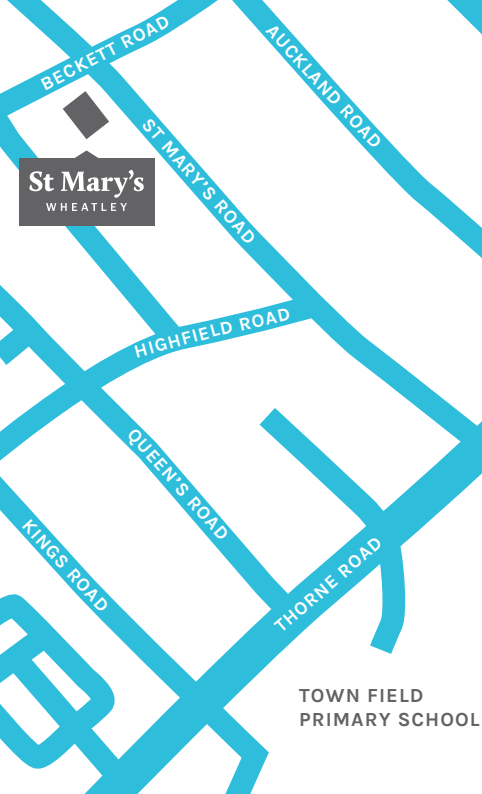 BECKETT ROAD
AUCKLAND ROAD
ST MARY'S ROAD
St Mary's
WHEATLEY
HIGHFIELD ROAD
QUEEN'S ROAD
KINGS ROAD
THORNE ROAD
TOWN FIELD
PRIMARY SCHOOL